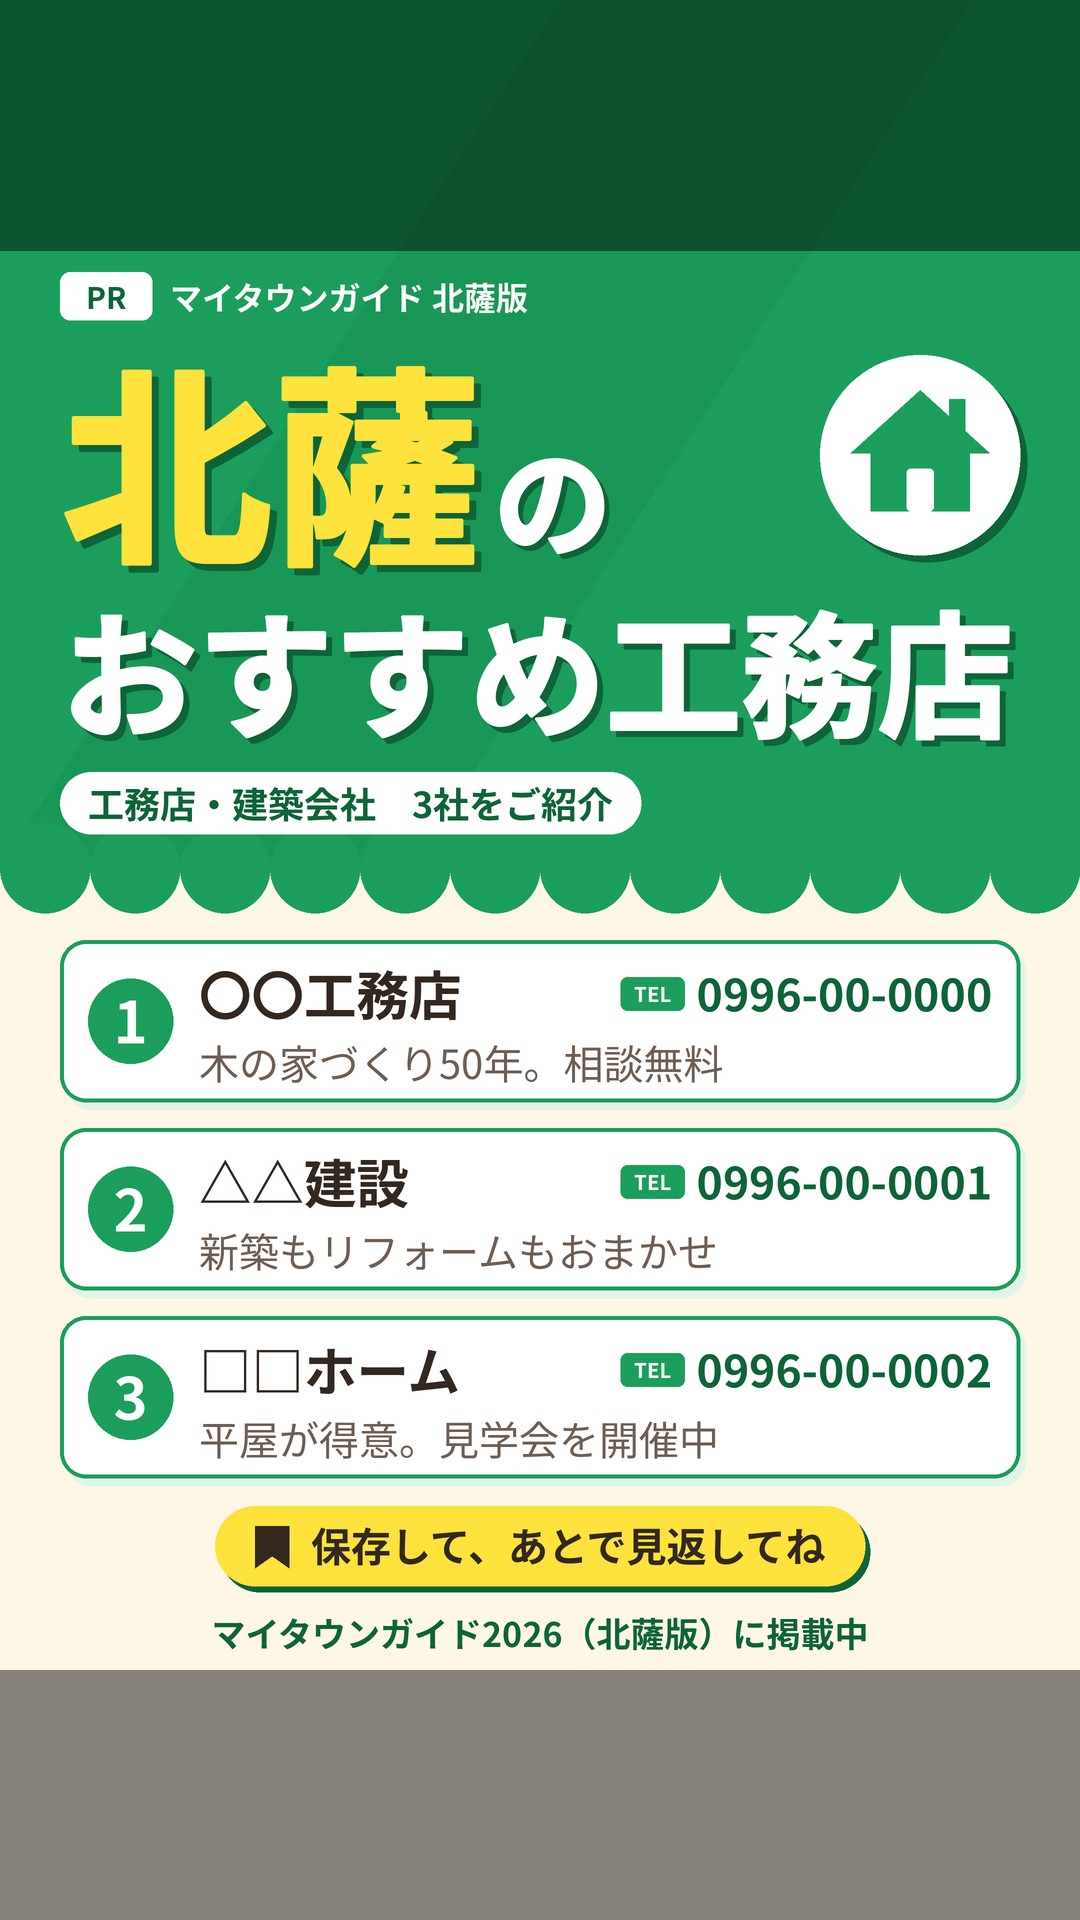 PR マイタウンガイド 北薩版
北薩の
おすすめ工務店
工務店・建築会社　3社をご紹介
1 〇〇工務店 TEL 0996-00-0000
木の家づくり50年。相談無料
2 △△建設 TEL 0996-00-0001
新築もリフォームもおまかせ
3 □□ホーム TEL 0996-00-0002
平屋が得意。見学会を開催中
保存して、あとで見返してね
マイタウンガイド2026（北薩版）に掲載中